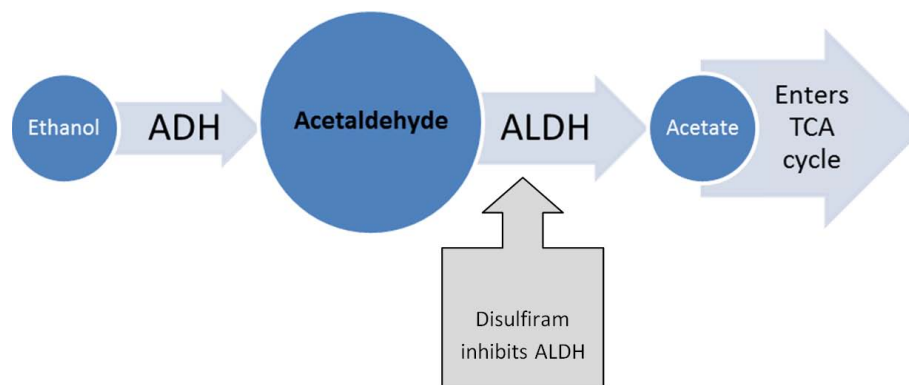 Ethanol
ADH
Acetaldehyde
ALDH
Acetate
Enters
TCA
cycle
Disulfiram
inhibits ALDH